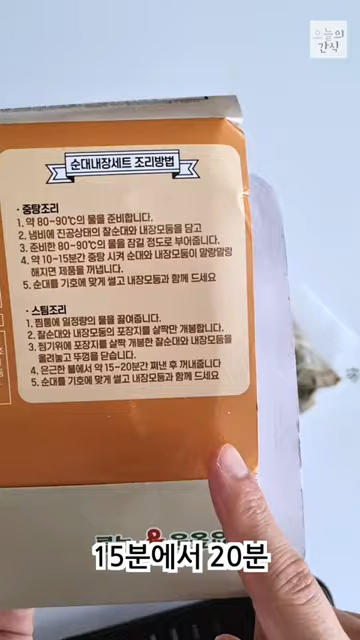 오늘의
간식
순대내장세트 조리방법
· 중탕조리
1. 약 80-90℃의 물을 준비합니다.
2. 냄비에 진공상태의 찰순대와 내장모둠을 담고
3. 준비한 80-90℃의 물을 잠길 정도로 부어줍니다.
4. 약 10-15분간 중탕 시켜 순대와 내장모둠이 말랑말랑
해지면 제품을 꺼냅니다.
5. 순대를 기호에 맞게 썰고 내장모둠과 함께 드세요
· 스팀조리
1. 찜통에 일정량의 물을 끓여줍니다.
2. 찰순대와 내장모둠의 포장지를 살짝만 개봉합니다.
3. 찜기위에 포장지를 살짝 개봉한 찰순대와 내장모듬을
올려놓고 뚜껑을 닫습니다.
4. 은근한 불에서 약 15-20분간 쪄낸 후 꺼내줍니다
5. 순대를 기호에 맞게 썰고 내장모둠과 함께 드세요
15분에서 20분